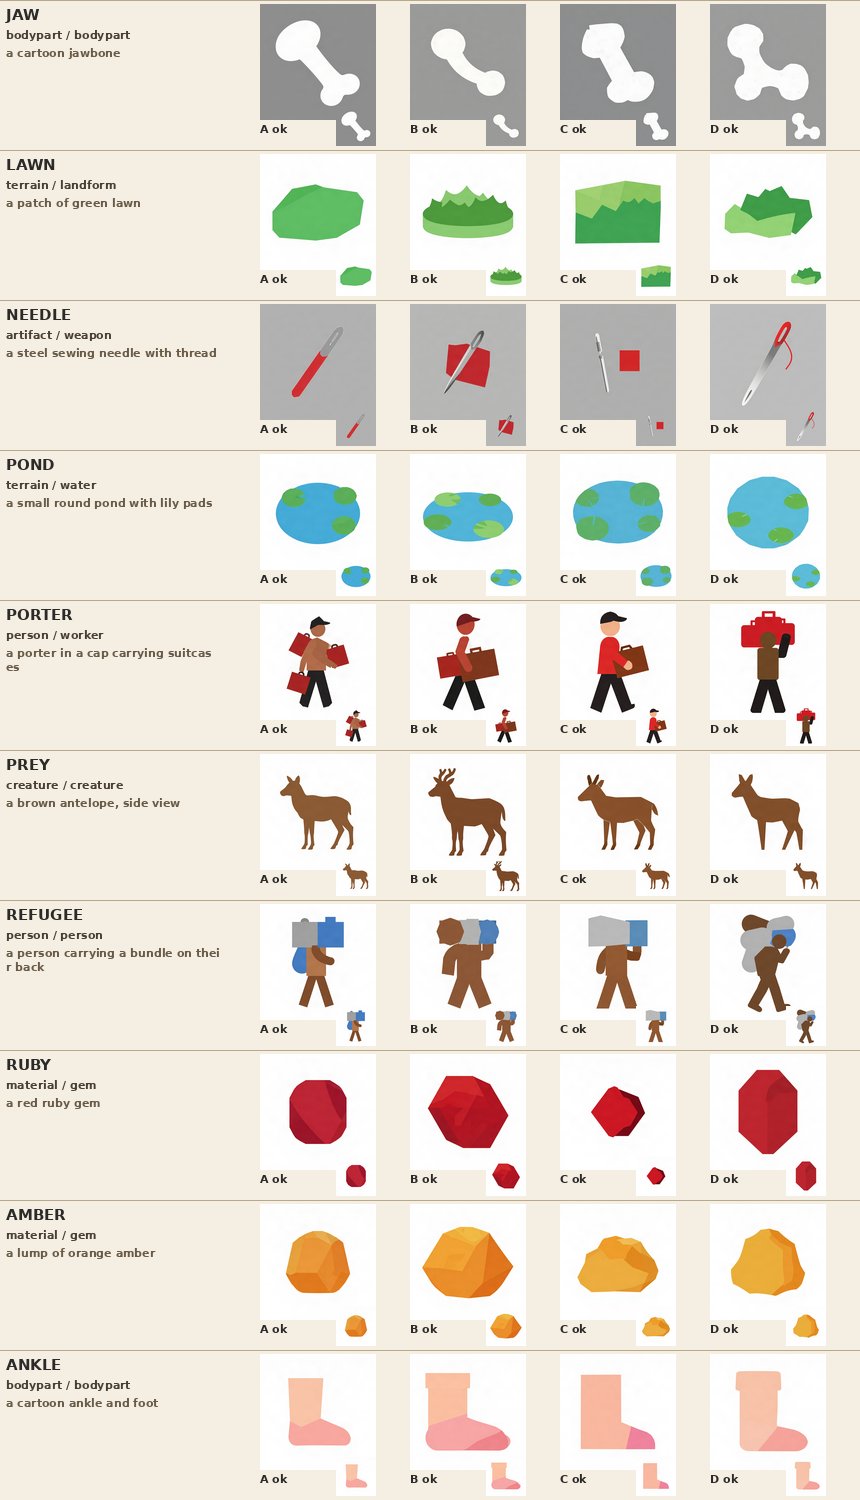 JAW
bodypart / bodypart
a cartoon jawbone
A ok
B ok
C ok
D ok
LAWN
terrain / landform
a patch of green lawn
A ok
B ok
C ok
D ok
NEEDLE
artifact / weapon
a steel sewing needle with thread
A ok
B ok
C ok
D ok
POND
terrain / water
a small round pond with lily pads
A ok
B ok
C ok
D ok
PORTER
person / worker
a porter in a cap carrying suitcas
es
A ok
B ok
C ok
D ok
PREY
creature / creature
a brown antelope, side view
A ok
B ok
C ok
D ok
REFUGEE
person / person
a person carrying a bundle on thei
r back
A ok
B ok
C ok
D ok
RUBY
material / gem
a red ruby gem
A ok
B ok
C ok
D ok
AMBER
material / gem
a lump of orange amber
A ok
B ok
C ok
D ok
ANKLE
bodypart / bodypart
a cartoon ankle and foot
A ok
B ok
C ok
D ok